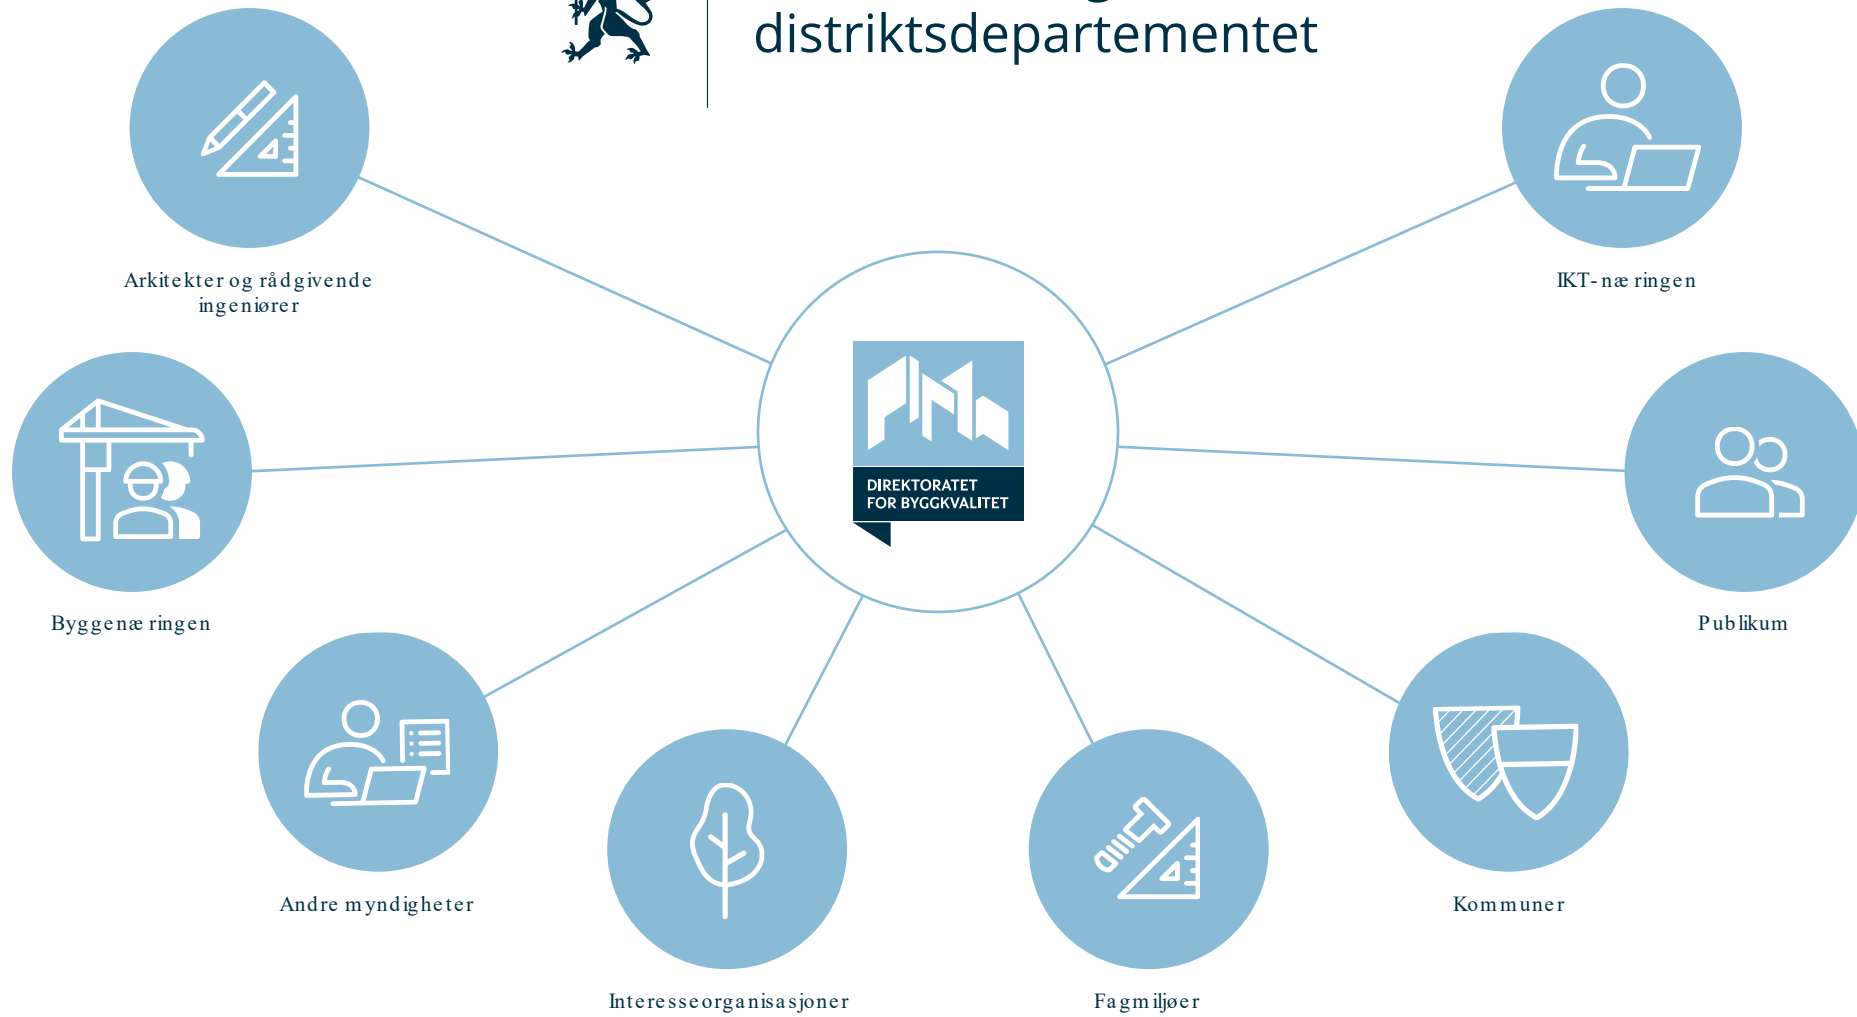 distriktsdepartementet
Arkitekter og rådgivende
ingeniører
IKT-næringen
DIREKTORATET
FOR BYGGKVALITET
Byggenæringen
Publikum
Andre myndigheter
Kommuner
Interesseorganisasjoner
Fagmiljøer